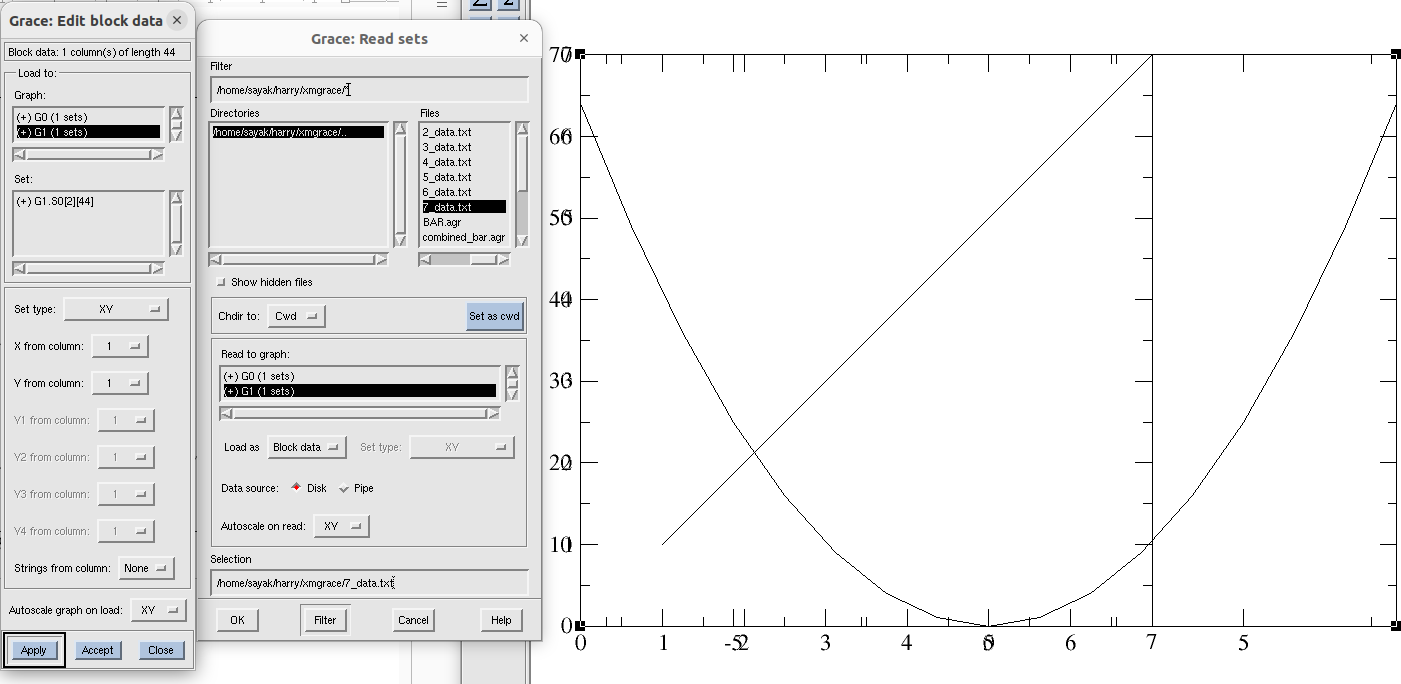 Grace: Edit block data
Block data: 1 column(s) of length 44
Load to:
Graph:
(+) G0 (1 sets)
(+) G1 (1 sets)
Set:
(+) G1.S0[2][44]
Set type: XY
X from column: 1
Y from column: 1
Y1 from column: 1
Y2 from column: 1
Y3 from column: 1
Y4 from column: 1
Strings from column: None
Autoscale graph on load: XY
Apply Accept Close
Grace: Read sets
Filter
/home/sayak/harry/xmgrace/*
Directories
/home/sayak/harry/xmgrace/..
Files
2_data.txt
3_data.txt
4_data.txt
5_data.txt
6_data.txt
7_data.txt
BAR.agr
combined_bar.agr
Show hidden files
Chdir to: Cwd
Set as cwd
Read to graph:
(+) G0 (1 sets)
(+) G1 (1 sets)
Load as Block data Set type: XY
Data source: Disk Pipe
Autoscale on read: XY
Selection
/home/sayak/harry/xmgrace/7_data.txt
OK Filter Cancel Help
0 1 3 4 6 7 5